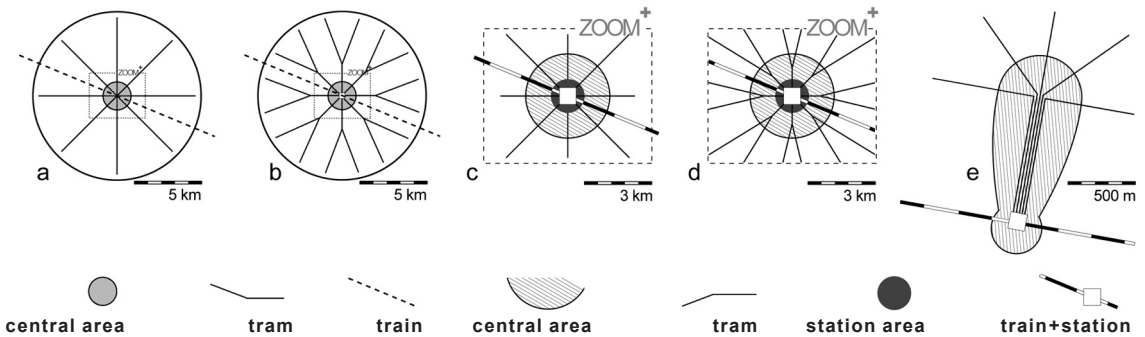 ZOOM+
ZOOM+
ZOOM+
ZOOM+
a
b
c
d
e
5 km
5 km
3 km
3 km
500 m
central area
tram
train
central area
tram
station area
train+station